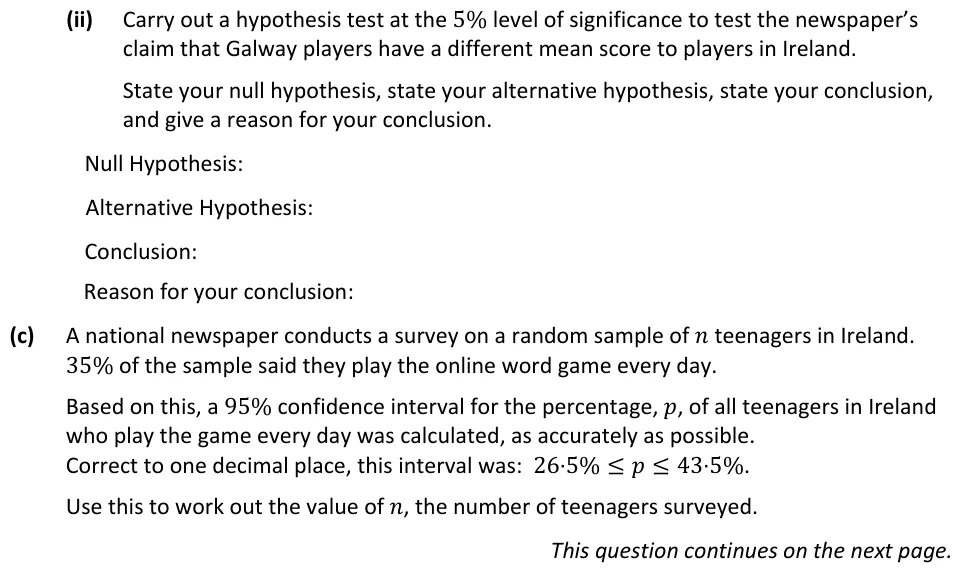 (ii) Carry out a hypothesis test at the 5% level of significance to test the newspaper’s
claim that Galway players have a different mean score to players in Ireland.
State your null hypothesis, state your alternative hypothesis, state your conclusion,
and give a reason for your conclusion.
Null Hypothesis:
Alternative Hypothesis:
Conclusion:
Reason for your conclusion:
(c) A national newspaper conducts a survey on a random sample of n teenagers in Ireland.
35% of the sample said they play the online word game every day.
Based on this, a 95% confidence interval for the percentage, p, of all teenagers in Ireland
who play the game every day was calculated, as accurately as possible.
Correct to one decimal place, this interval was: 26·5% ≤ p ≤ 43·5%.
Use this to work out the value of n, the number of teenagers surveyed.
This question continues on the next page.